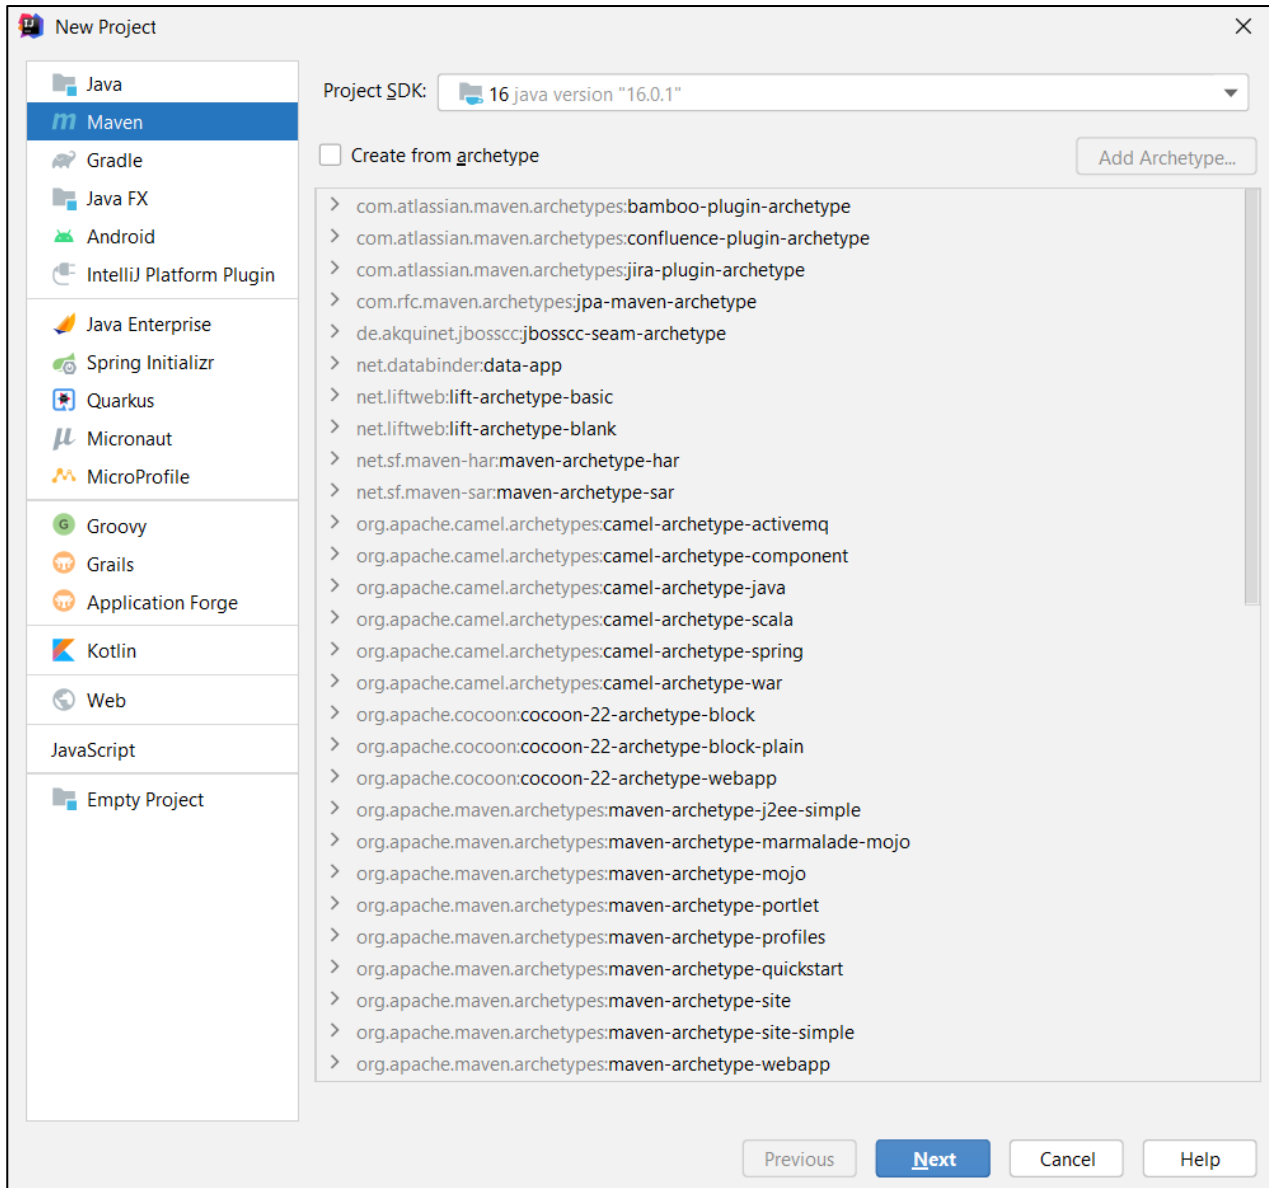 New Project
Java
Maven
Gradle
Java FX
Android
IntelliJ Platform Plugin
Java Enterprise
Spring Initializr
Quarkus
Micronaut
MicroProfile
Groovy
Grails
Application Forge
Kotlin
Web
JavaScript
Empty Project
Project SDK: 16 java version "16.0.1"
Create from archetype Add Archetype...
com.atlassian.maven.archetypes:bamboo-plugin-archetype
com.atlassian.maven.archetypes:confluence-plugin-archetype
com.atlassian.maven.archetypes:jira-plugin-archetype
com.rfc.maven.archetypes:jpa-maven-archetype
de.akquinet.jbosscc:jbosscc-seam-archetype
net.databinder:data-app
net.liftweb:lift-archetype-basic
net.liftweb:lift-archetype-blank
net.sf.maven-har:maven-archetype-har
net.sf.maven-sar:maven-archetype-sar
org.apache.camel.archetypes:camel-archetype-activemq
org.apache.camel.archetypes:camel-archetype-component
org.apache.camel.archetypes:camel-archetype-java
org.apache.camel.archetypes:camel-archetype-scala
org.apache.camel.archetypes:camel-archetype-spring
org.apache.camel.archetypes:camel-archetype-war
org.apache.cocoon:cocoon-22-archetype-block
org.apache.cocoon:cocoon-22-archetype-block-plain
org.apache.cocoon:cocoon-22-archetype-webapp
org.apache.maven.archetypes:maven-archetype-j2ee-simple
org.apache.maven.archetypes:maven-archetype-marmalade-mojo
org.apache.maven.archetypes:maven-archetype-mojo
org.apache.maven.archetypes:maven-archetype-portlet
org.apache.maven.archetypes:maven-archetype-profiles
org.apache.maven.archetypes:maven-archetype-quickstart
org.apache.maven.archetypes:maven-archetype-site
org.apache.maven.archetypes:maven-archetype-site-simple
org.apache.maven.archetypes:maven-archetype-webapp
Previous Next Cancel Help